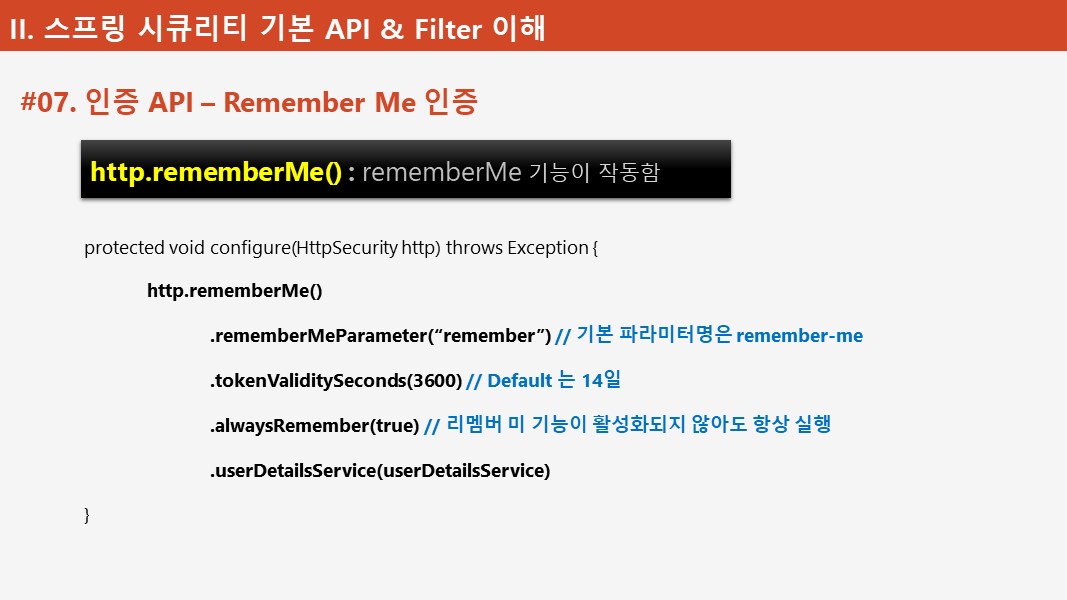 II. 스프링 시큐리티 기본 API & Filter 이해
#07. 인증 API – Remember Me 인증
http.rememberMe() : rememberMe 기능이 작동함
protected void configure(HttpSecurity http) throws Exception {
http.rememberMe()
.rememberMeParameter(“remember”) // 기본 파라미터명은 remember-me
.tokenValiditySeconds(3600) // Default 는 14일
.alwaysRemember(true) // 리멤버 미 기능이 활성화되지 않아도 항상 실행
.userDetailsService(userDetailsService)
}